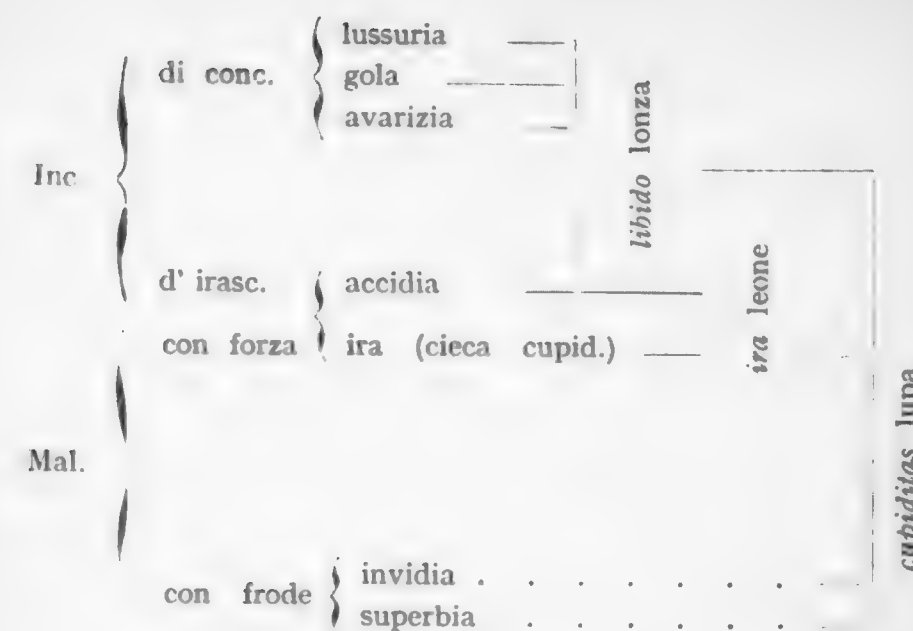 lussuria
di conc.
gola
avarizia
Inc
libido lonza
d' irasc.
accidia
ira leone
con forza
ira (cieca cupid.)
cupiditas lupa
Mal.
invidia . . . . . . .
con frode
superbia . . . . .